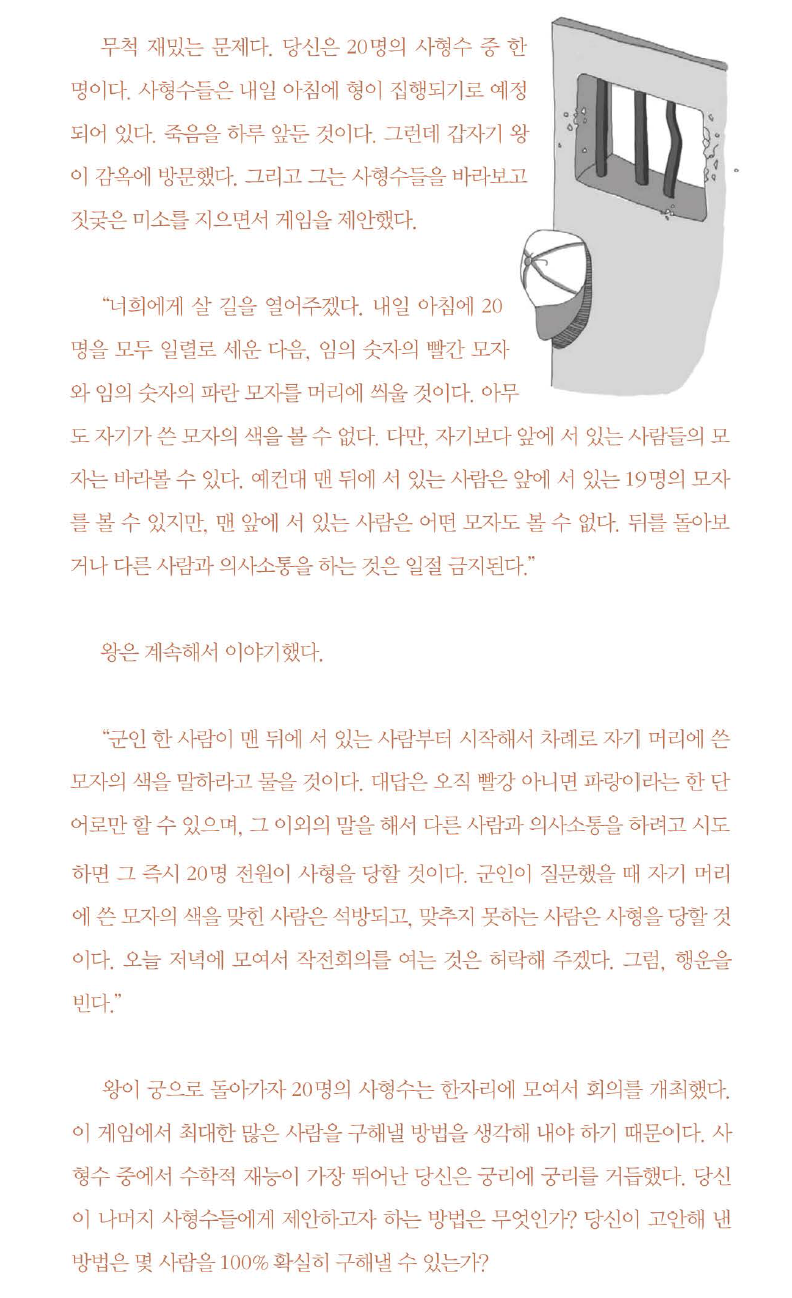 무척 재밌는 문제다. 당신은 20명의 사형수 중 한
명이다. 사형수들은 내일 아침에 형이 집행되기로 예정
되어 있다. 죽음을 하루 앞둔 것이다. 그런데 갑자기 왕
이 감옥에 방문했다. 그리고 그는 사형수들을 바라보고
짓궂은 미소를 지으면서 게임을 제안했다.
“너희에게 살 길을 열어주겠다. 내일 아침에 20
명을 모두 일렬로 세운 다음, 임의 숫자의 빨간 모자
와 임의 숫자의 파란 모자를 머리에 씌울 것이다. 아무
도 자기가 쓴 모자의 색을 볼 수 없다. 다만, 자기보다 앞에 서 있는 사람들의 모
자는 바라볼 수 있다. 예컨대 맨 뒤에 서 있는 사람은 앞에 서 있는 19명의 모자
를 볼 수 있지만, 맨 앞에 서 있는 사람은 어떤 모자도 볼 수 없다. 뒤를 돌아보
거나 다른 사람과 의사소통을 하는 것은 일절 금지된다.”
왕은 계속해서 이야기했다.
“군인 한 사람이 맨 뒤에 서 있는 사람부터 시작해서 차례로 자기 머리에 쓴
모자의 색을 말하라고 물을 것이다. 대답은 오직 빨강 아니면 파랑이라는 한 단
어로만 할 수 있으며, 그 이외의 말을 해서 다른 사람과 의사소통을 하려고 시도
하면 그 즉시 20명 전원이 사형을 당할 것이다. 군인이 질문했을 때 자기 머리
에 쓴 모자의 색을 맞힌 사람은 석방되고, 맞추지 못하는 사람은 사형을 당할 것
이다. 오늘 저녁에 모여서 작전회의를 여는 것은 허락해 주겠다. 그럼, 행운을
빈다.”
왕이 궁으로 돌아가자 20명의 사형수는 한자리에 모여서 회의를 개최했다.
이 게임에서 최대한 많은 사람을 구해낼 방법을 생각해 내야 하기 때문이다. 사
형수 중에서 수학적 재능이 가장 뛰어난 당신은 궁리에 궁리를 거듭했다. 당신
이 나머지 사형수들에게 제안하고자 하는 방법은 무엇인가? 당신이 고안해 낸
방법은 몇 사람을 100% 확실히 구해낼 수 있는가?